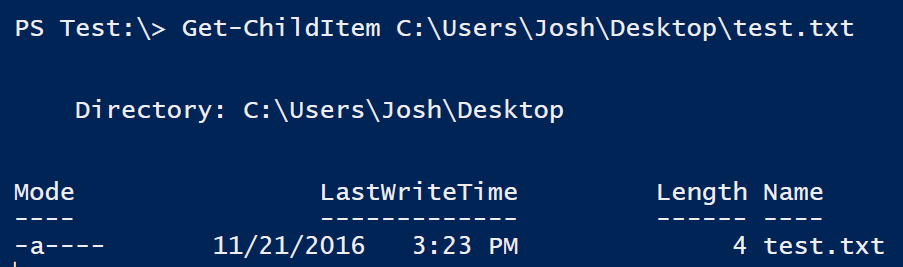 PS Test:\> Get-ChildItem C:\Users\Josh\Desktop\test.txt
Directory: C:\Users\Josh\Desktop
Mode LastWriteTime Length Name
---- ------------- ------ ----
-a---- 11/21/2016 3:23 PM 4 test.txt